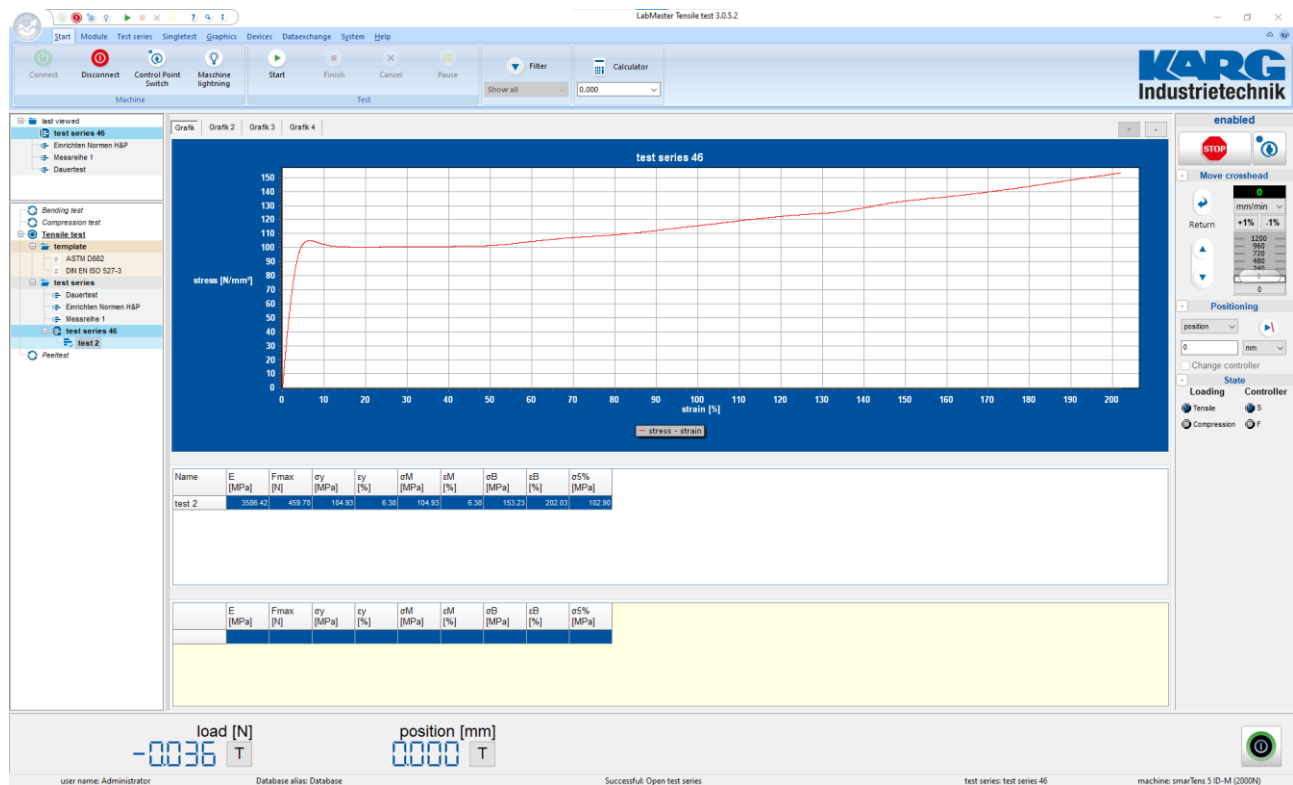 LabMaster Tensile test 3.0.5.2
Start Module Test series Singletest Graphics Devices Dataexchange System Help
Connect Disconnect Control Point Switch Maschine lightning
Machine
Start Finish Cancel Pause
Test
Filter
Show all
Calculator
0.000
KARG
Industrietechnik
last viewed
test series 46
Einrichten Normen H&P
Messreihe 1
Dauertest
Bending test
Compression test
Tensile test
template
ASTM D882
DIN EN ISO 527-3
test series
Dauertest
Einrichten Normen H&P
Messreihe 1
test series 46
test 2
Peeltest
Grafik Grafik 2 Grafik 3 Grafik 4
+ -
test series 46
150
140
130
120
110
100
90
80
70
60
50
40
30
20
10
0
stress [N/mm²]
0 10 20 30 40 50 60 70 80 90 100 110 120 130 140 150 160 170 180 190 200
strain [%]
stress - strain
Name E [MPa] Fmax [N] σy [MPa] εy [%] σM [MPa] εM [%] σB [MPa] εB [%] σ5% [MPa]
test 2 3586.42 459.70 104.93 6.38 104.93 6.38 153.23 202.03 102.90
E [MPa] Fmax [N] σy [MPa] εy [%] σM [MPa] εM [%] σB [MPa] εB [%] σ5% [MPa]
enabled
STOP
- Move crosshead
0
mm/min
Return
+1% -1%
1200
960
720
480
240
0
0
- Positioning
position
0 mm
Change controller
- State
Loading Controller
Tensile S
Compression F
load [N]
-0.036 T
position [mm]
0.000 T
user name: Administrator Database alias: Database Successful: Open test series test series: test series 46 machine: smarTens 5 ID-M (2000N)